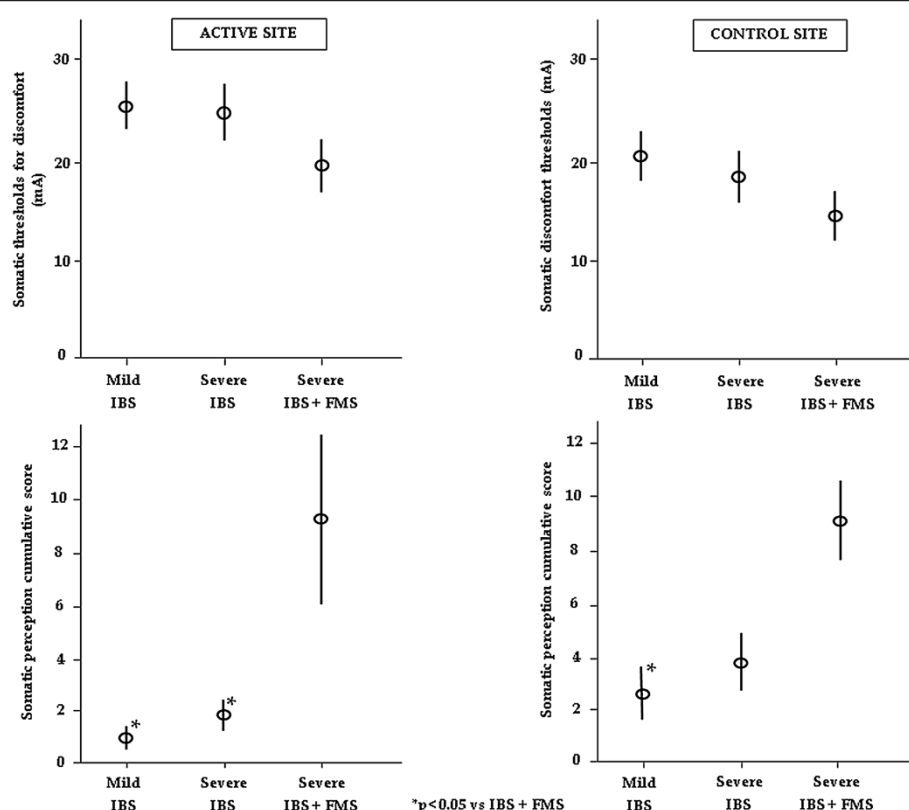 ACTIVE SITE
Somatic thresholds for discomfort
(mA)
30
20
10
0
Mild
IBS
Severe
IBS
Severe
IBS + FMS
CONTROL SITE
Somatic discomfort thresholds (mA)
30
20
10
0
Mild
IBS
Severe
IBS
Severe
IBS + FMS
Somatic perception cumulative score
12
10
8
6
4
2
0
*
*
Mild
IBS
Severe
IBS
Severe
IBS + FMS
Somatic perception cumulative score
12
10
8
6
4
2
0
*
Mild
IBS
Severe
IBS
Severe
IBS + FMS
*p<0.05 vs IBS + FMS